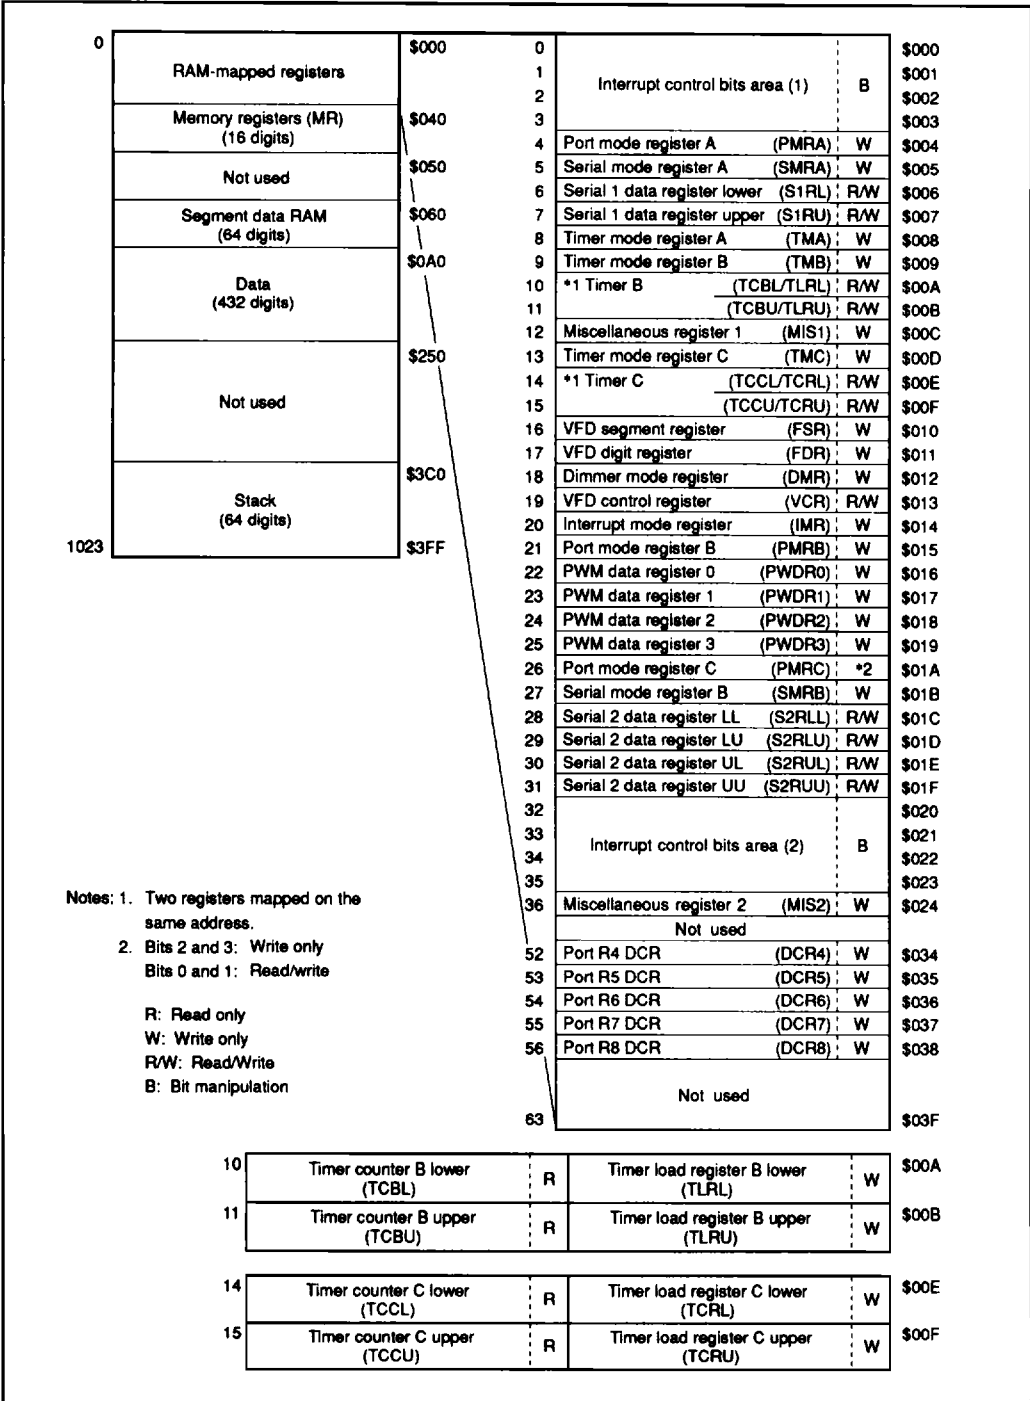 0 $000
RAM-mapped registers
Memory registers (MR) $040
(16 digits)
Not used $050
Segment data RAM $060
(64 digits)
$0A0
Data
(432 digits)
$250
Not used
$3C0
Stack
(64 digits)
1023 $3FF
Notes: 1. Two registers mapped on the
same address.
2. Bits 2 and 3: Write only
Bits 0 and 1: Read/write
R: Read only
W: Write only
R/W: Read/Write
B: Bit manipulation
0 $000
1 $001
Interrupt control bits area (1) B
2 $002
3 $003
4 Port mode register A (PMRA) W $004
5 Serial mode register A (SMRA) W $005
6 Serial 1 data register lower (S1RL) R/W $006
7 Serial 1 data register upper (S1RU) R/W $007
8 Timer mode register A (TMA) W $008
9 Timer mode register B (TMB) W $009
10 *1 Timer B (TCBL/TLRL) R/W $00A
11 (TCBU/TLRU) R/W $00B
12 Miscellaneous register 1 (MIS1) W $00C
13 Timer mode register C (TMC) W $00D
14 *1 Timer C (TCCL/TCRL) R/W $00E
15 (TCCU/TCRU) R/W $00F
16 VFD segment register (FSR) W $010
17 VFD digit register (FDR) W $011
18 Dimmer mode register (DMR) W $012
19 VFD control register (VCR) R/W $013
20 Interrupt mode register (IMR) W $014
21 Port mode register B (PMRB) W $015
22 PWM data register 0 (PWDR0) W $016
23 PWM data register 1 (PWDR1) W $017
24 PWM data register 2 (PWDR2) W $018
25 PWM data register 3 (PWDR3) W $019
26 Port mode register C (PMRC) *2 $01A
27 Serial mode register B (SMRB) W $01B
28 Serial 2 data register LL (S2RLL) R/W $01C
29 Serial 2 data register LU (S2RLU) R/W $01D
30 Serial 2 data register UL (S2RUL) R/W $01E
31 Serial 2 data register UU (S2RUU) R/W $01F
32 $020
33 $021
Interrupt control bits area (2) B
34 $022
35 $023
36 Miscellaneous register 2 (MIS2) W $024
Not used
52 Port R4 DCR (DCR4) W $034
53 Port R5 DCR (DCR5) W $035
54 Port R6 DCR (DCR6) W $036
55 Port R7 DCR (DCR7) W $037
56 Port R8 DCR (DCR8) W $038
Not used
63 $03F
10 Timer counter B lower R Timer load register B lower W $00A
(TCBL) (TLRL)
11 Timer counter B upper R Timer load register B upper W $00B
(TCBU) (TLRU)
14 Timer counter C lower R Timer load register C lower W $00E
(TCCL) (TCRL)
15 Timer counter C upper R Timer load register C upper W $00F
(TCCU) (TCRU)